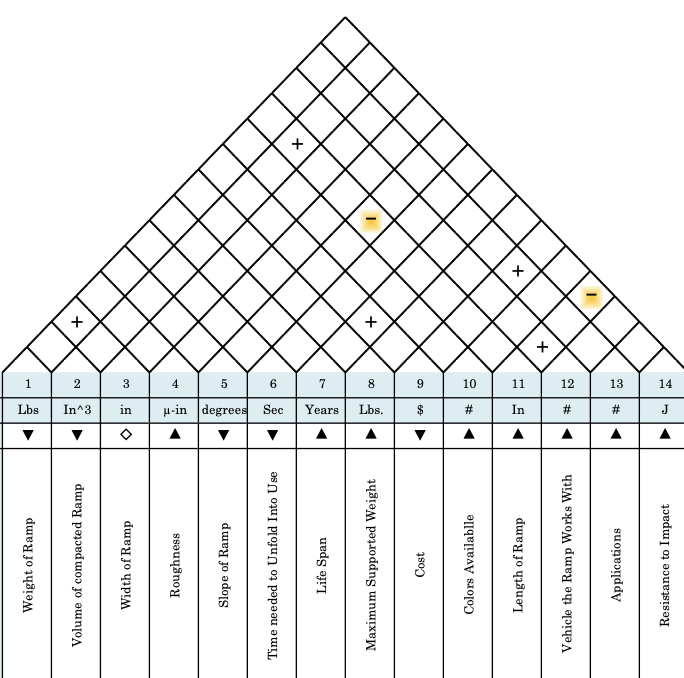 +
−
+
−
+ +
+
1 2 3 4 5 6 7 8 9 10 11 12 13 14
Lbs In^3 in μ-in degrees Sec Years Lbs. $ # In # # J
▼ ▼ ◇ ▲ ▼ ▼ ▲ ▲ ▼ ▲ ▲ ▲ ▲ ▲
Weight of Ramp
Volume of compacted Ramp
Width of Ramp
Roughness
Slope of Ramp
Time needed to Unfold Into Use
Life Span
Maximum Supported Weight
Cost
Colors Availablle
Length of Ramp
Vehicle the Ramp Works With
Applications
Resistance to Impact